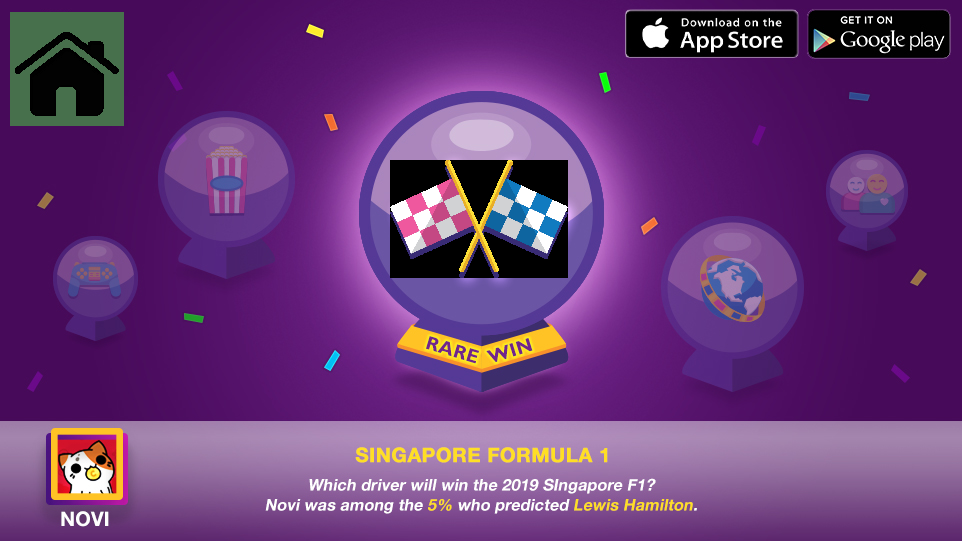 Download on the
App Store
GET IT ON
Google play
RARE WIN
SINGAPORE FORMULA 1
Which driver will win the 2019 SIngapore F1?
Novi was among the 5% who predicted Lewis Hamilton.
NOVI